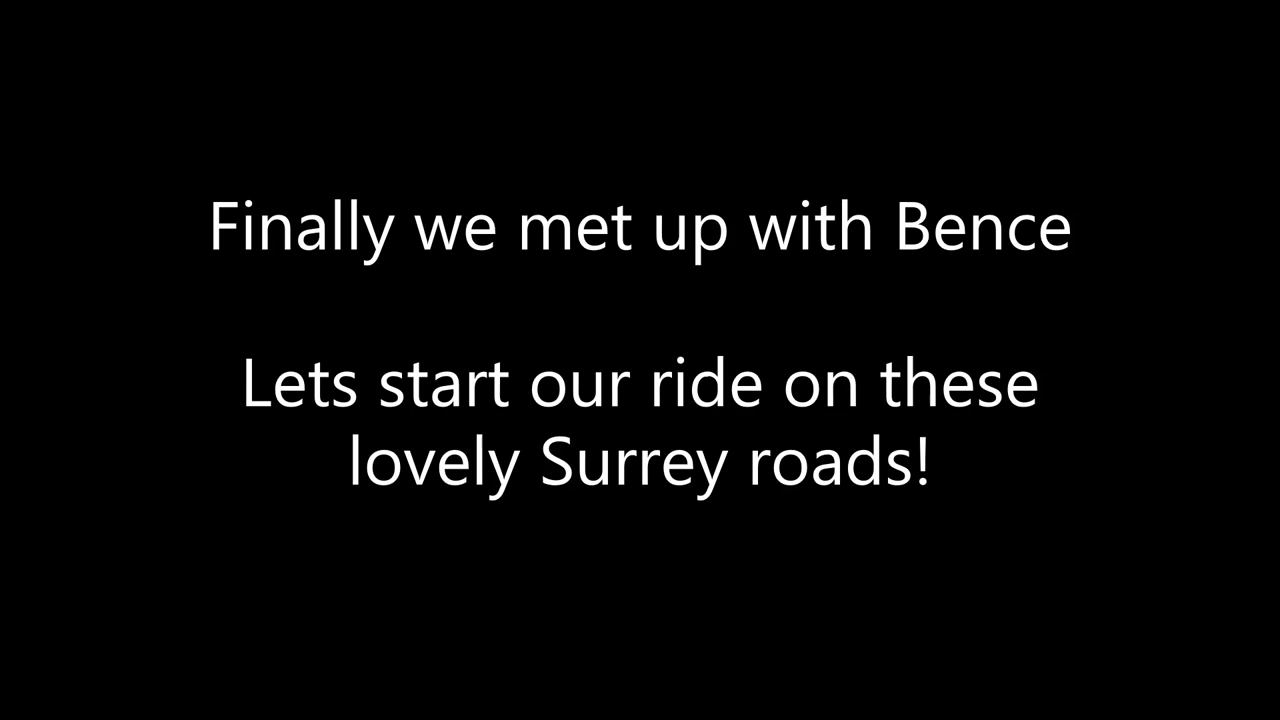 Finally we met up with Bence
Lets start our ride on these
lovely Surrey roads!